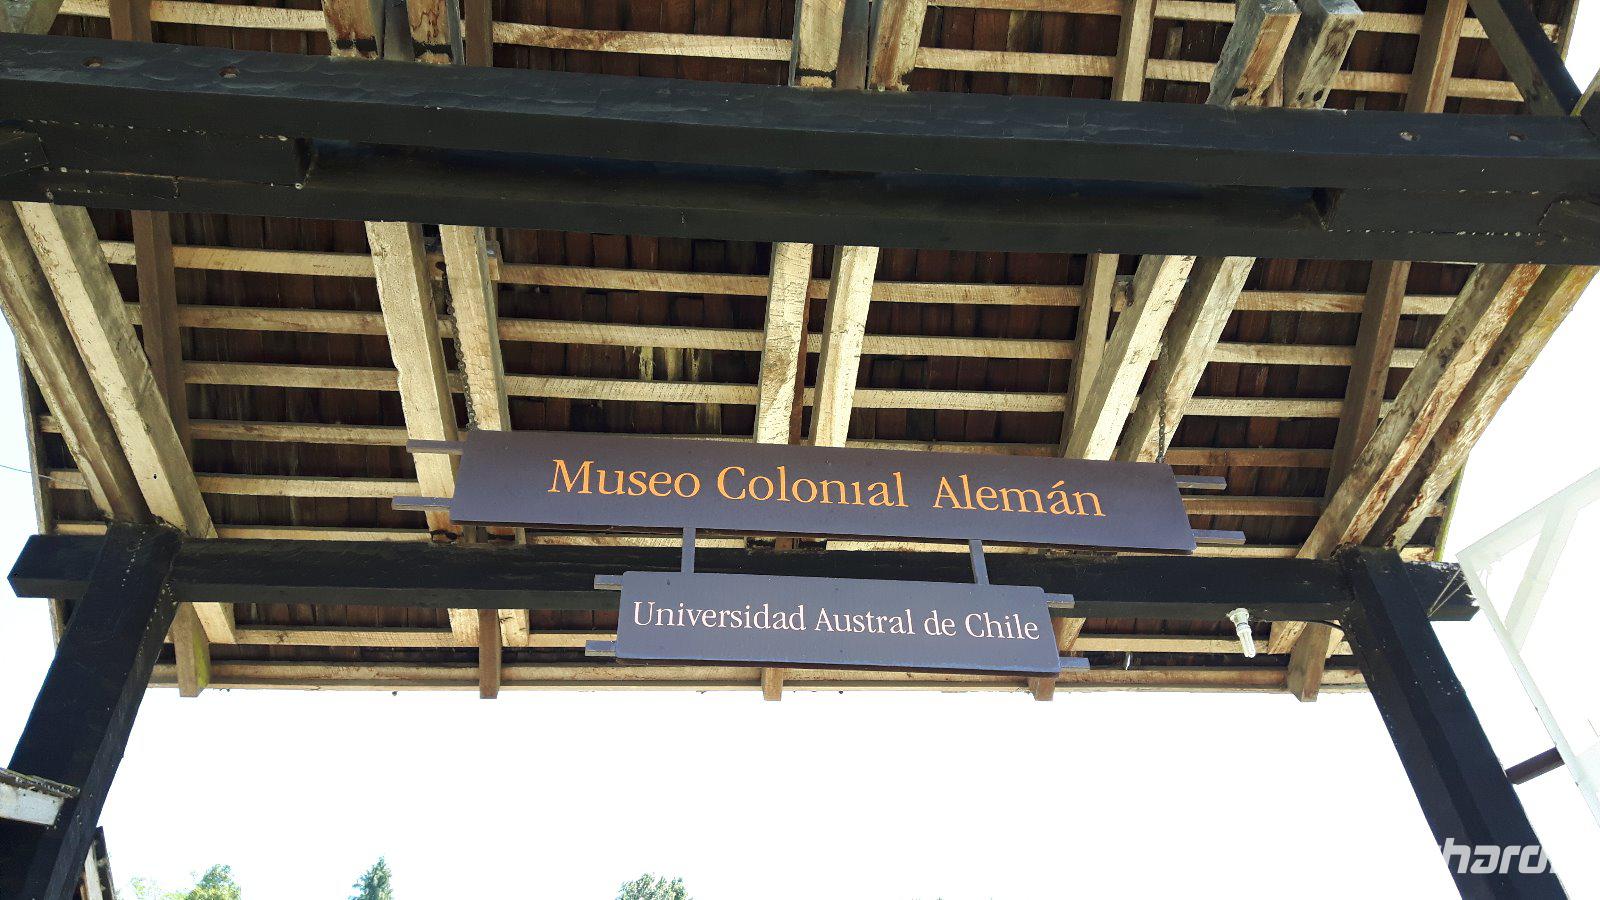 Museo Colonial Alemán
Universidad Austral de Chile